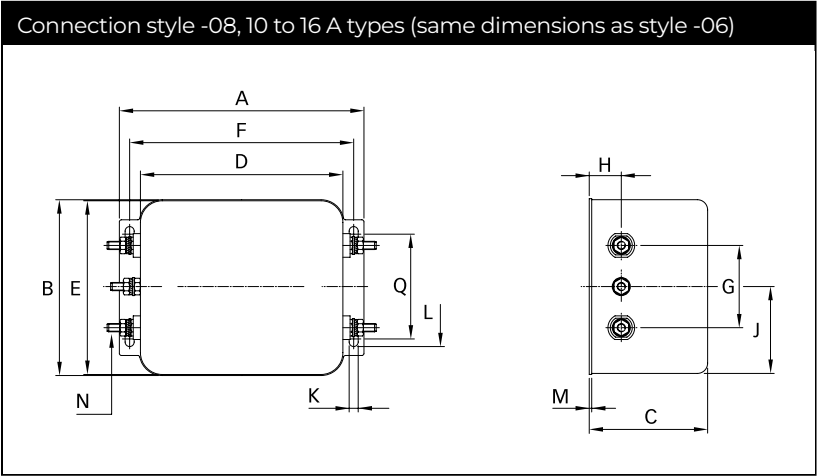 Connection style -08, 10 to 16 A types (same dimensions as style -06)
A
F
D
H
B
E
Q
L
G
J
N
K
M
C